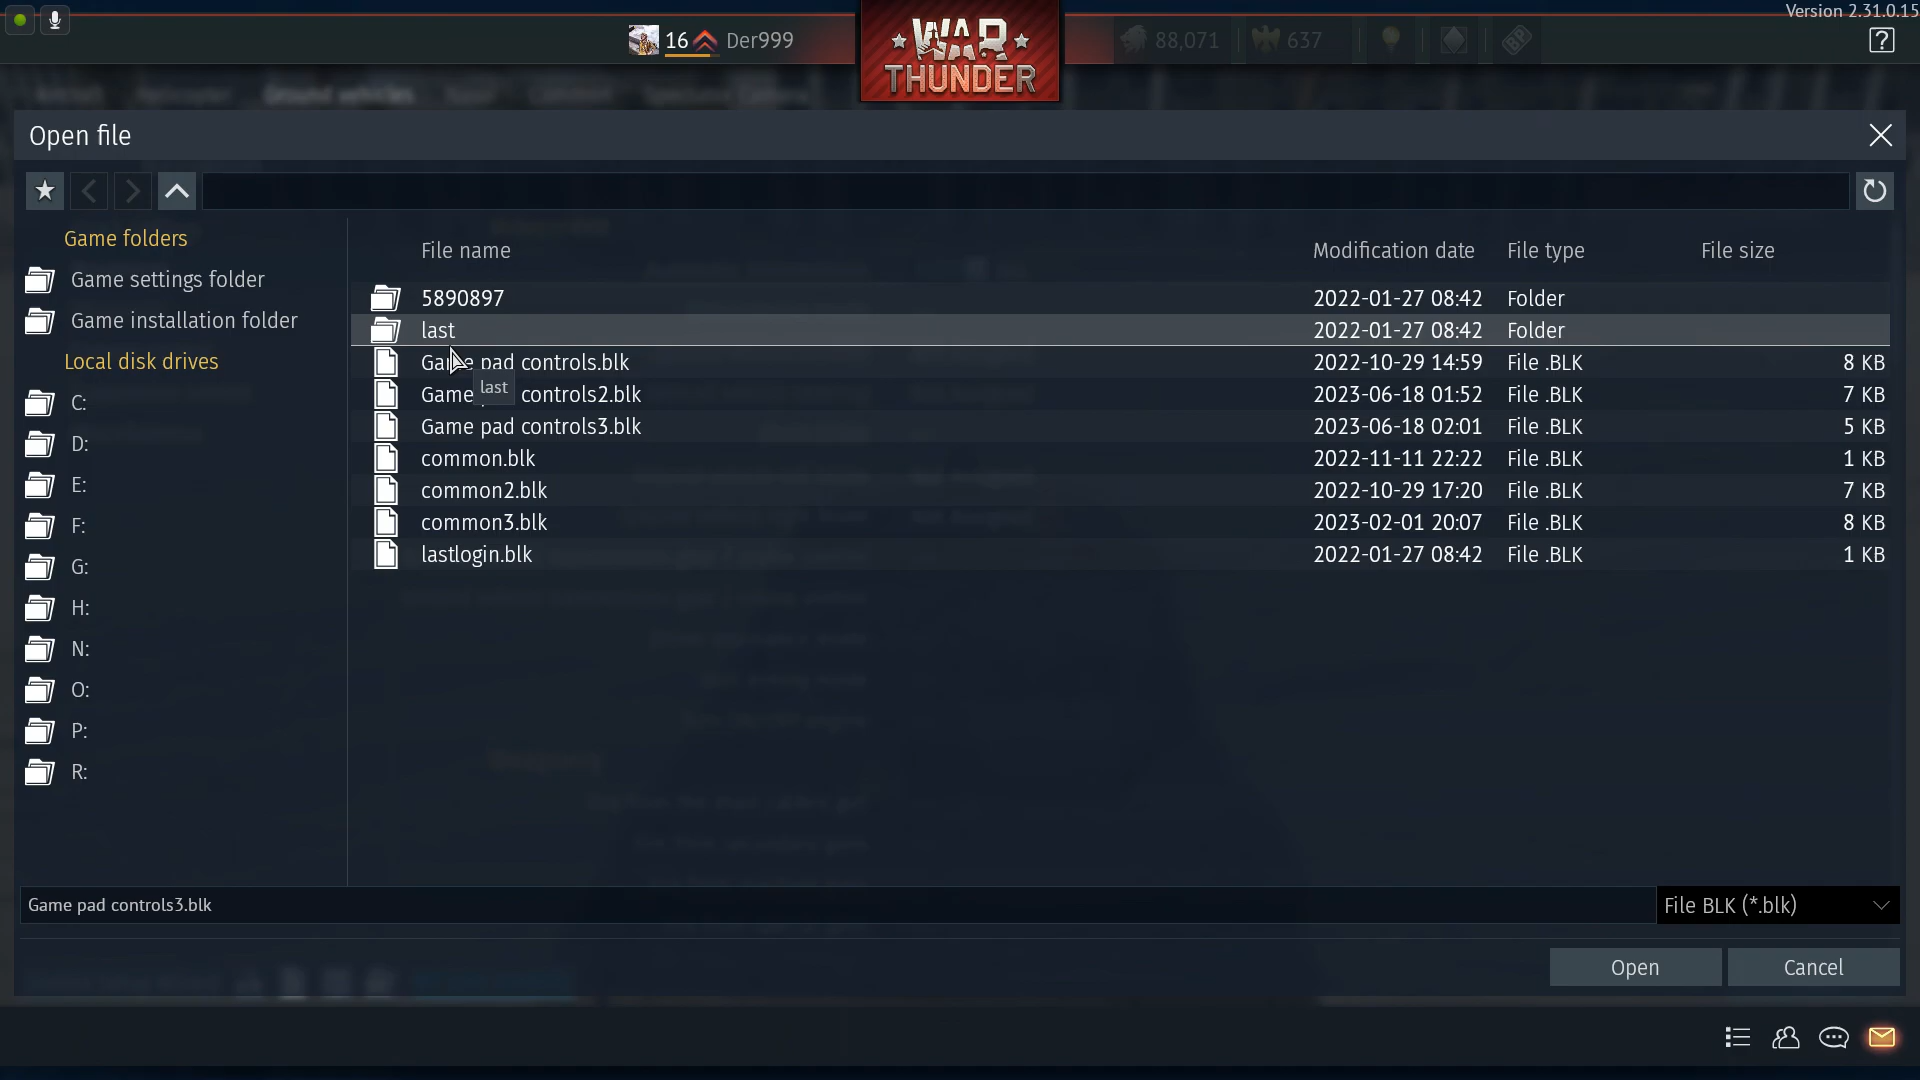 Version 2.31.0.15
16 Der999
WAR
THUNDER
88,071
637
BP
?
Ground vehicles
Open file
Game folders
Game settings folder
Game installation folder
Local disk drives
C:
D:
E:
F:
G:
H:
N:
O:
P:
R:
File name Modification date File type File size
5890897 2022-01-27 08:42 Folder
last 2022-01-27 08:42 Folder
Game pad controls.blk 2022-10-29 14:59 File .BLK 8 KB
last
Game controls2.blk 2023-06-18 01:52 File .BLK 7 KB
Game pad controls3.blk 2023-06-18 02:01 File .BLK 5 KB
common.blk 2022-11-11 22:22 File .BLK 1 KB
common2.blk 2022-10-29 17:20 File .BLK 7 KB
common3.blk 2023-02-01 20:07 File .BLK 8 KB
lastlogin.blk 2022-01-27 08:42 File .BLK 1 KB
Game pad controls3.blk File BLK (*.blk)
Open Cancel